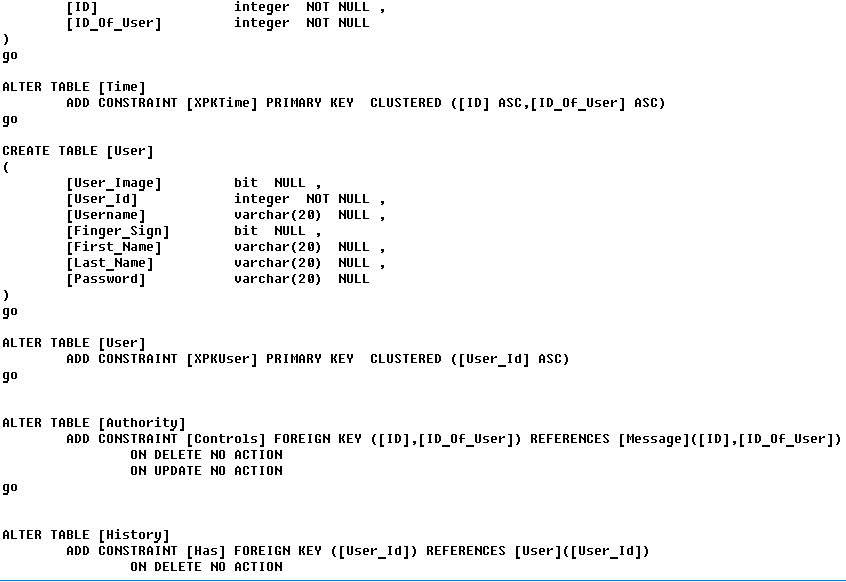 [ID] integer NOT NULL ,
[ID_Of_User] integer NOT NULL
)
go
ALTER TABLE [Time]
ADD CONSTRAINT [XPKTime] PRIMARY KEY CLUSTERED ([ID] ASC,[ID_Of_User] ASC)
go
CREATE TABLE [User]
(
[User_Image] bit NULL ,
[User_Id] integer NOT NULL ,
[Username] varchar(20) NULL ,
[Finger_Sign] bit NULL ,
[First_Name] varchar(20) NULL ,
[Last_Name] varchar(20) NULL ,
[Password] varchar(20) NULL
)
go
ALTER TABLE [User]
ADD CONSTRAINT [XPKUser] PRIMARY KEY CLUSTERED ([User_Id] ASC)
go
ALTER TABLE [Authority]
ADD CONSTRAINT [Controls] FOREIGN KEY ([ID],[ID_Of_User]) REFERENCES [Message]([ID],[ID_Of_User])
ON DELETE NO ACTION
ON UPDATE NO ACTION
go
ALTER TABLE [History]
ADD CONSTRAINT [Has] FOREIGN KEY ([User_Id]) REFERENCES [User]([User_Id])
ON DELETE NO ACTION